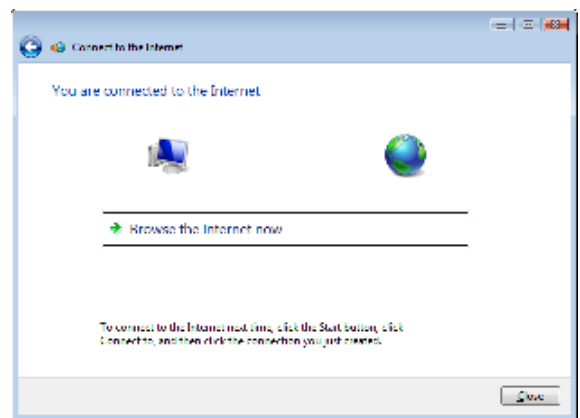 Connect to the Internet
You are connected to the Internet
Browse the Internet now
To connect to the Internet next time, click the Start button, click
Connect to, and then click the connection you just created.
Close